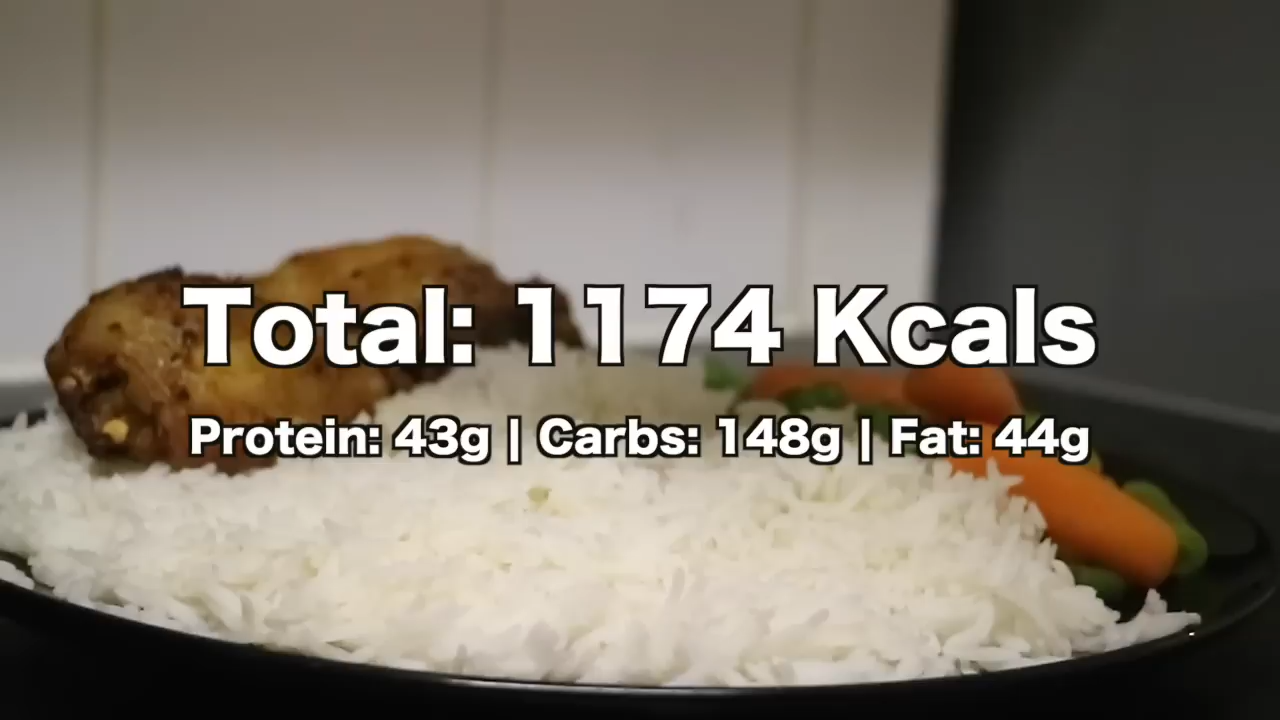 Total: 1174 Kcals
Protein: 43g | Carbs: 148g | Fat: 44g